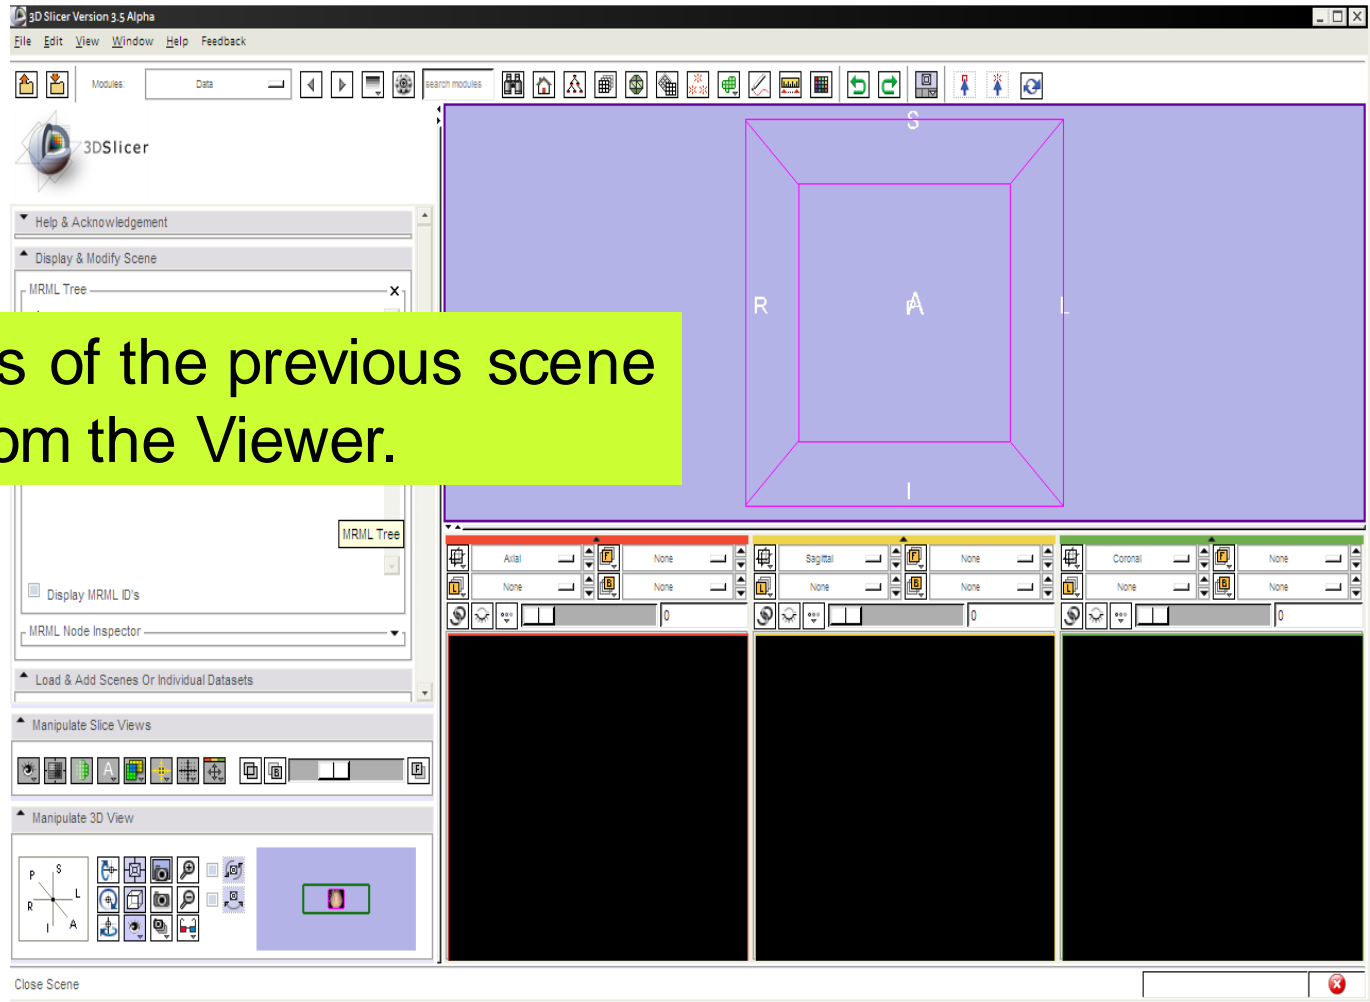 3D Slicer Version 3.5 Alpha
File Edit View Window Help Feedback
Modules: Data search modules
3DSlicer
Help & Acknowledgement
Display & Modify Scene
MRML Tree
s of the previous scene
om the Viewer.
MRML Tree
Display MRML ID's
MRML Node Inspector
Load & Add Scenes Or Individual Datasets
Manipulate Slice Views
A B F
Manipulate 3D View
P S
R L
I A
S
R A P L
I
Axial F None
L None B None
0
Sagittal F None
L None B None
0
Coronal F None
L None B None
0
Close Scene